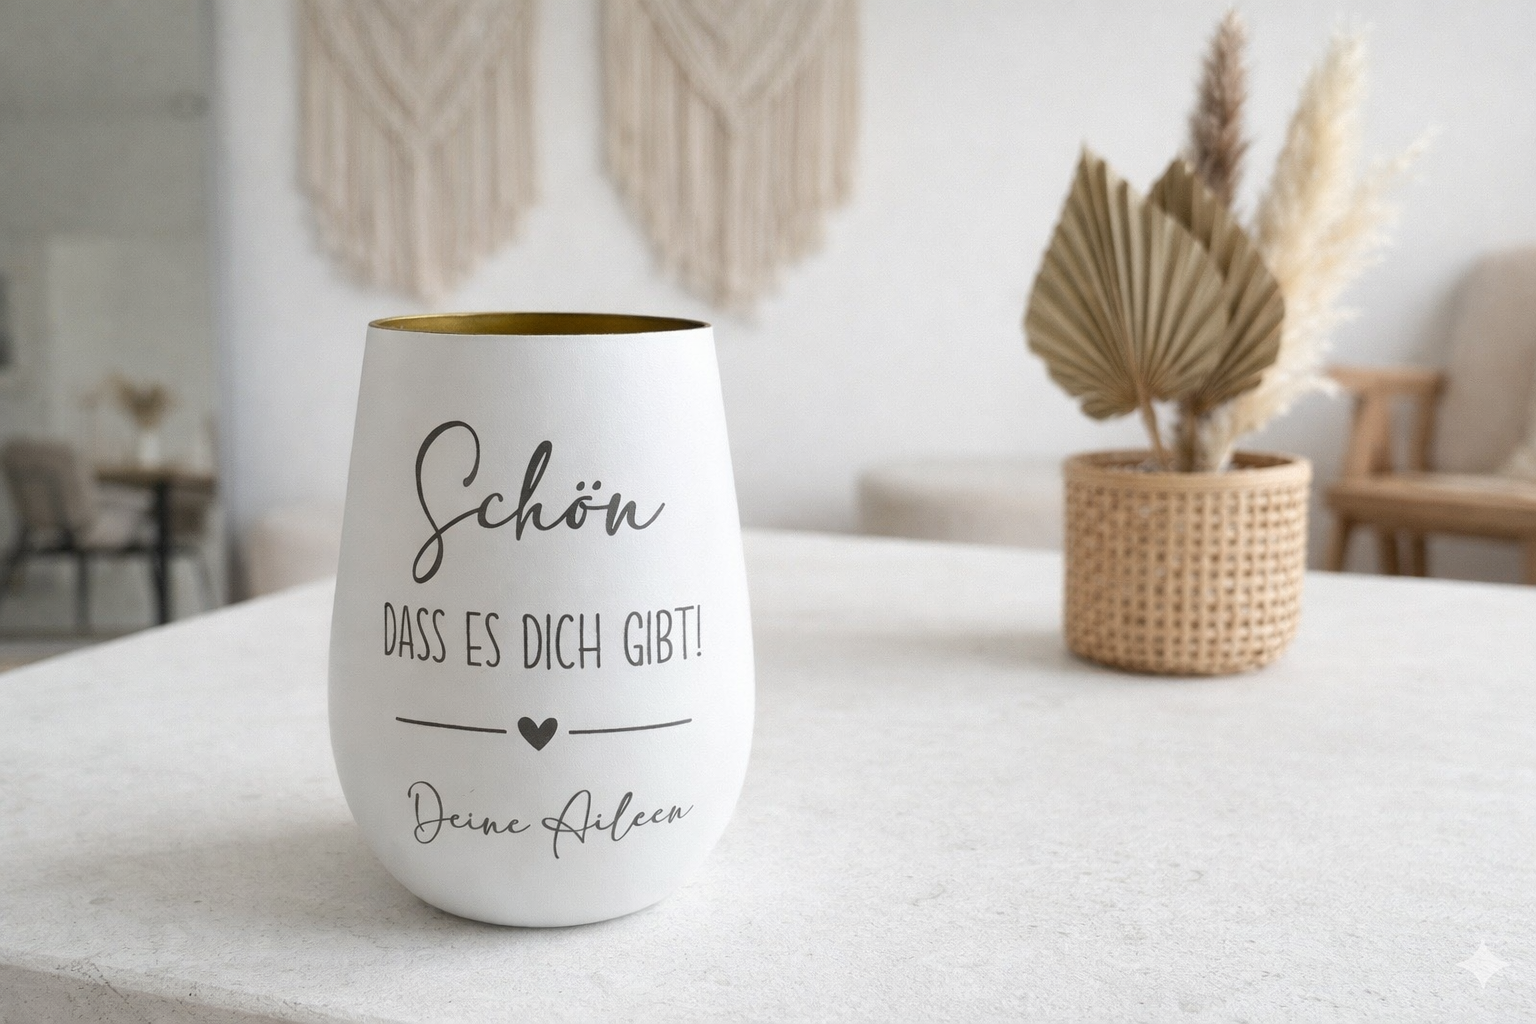 Schön
DASS ES DICH GIBT!
Deine Aileen